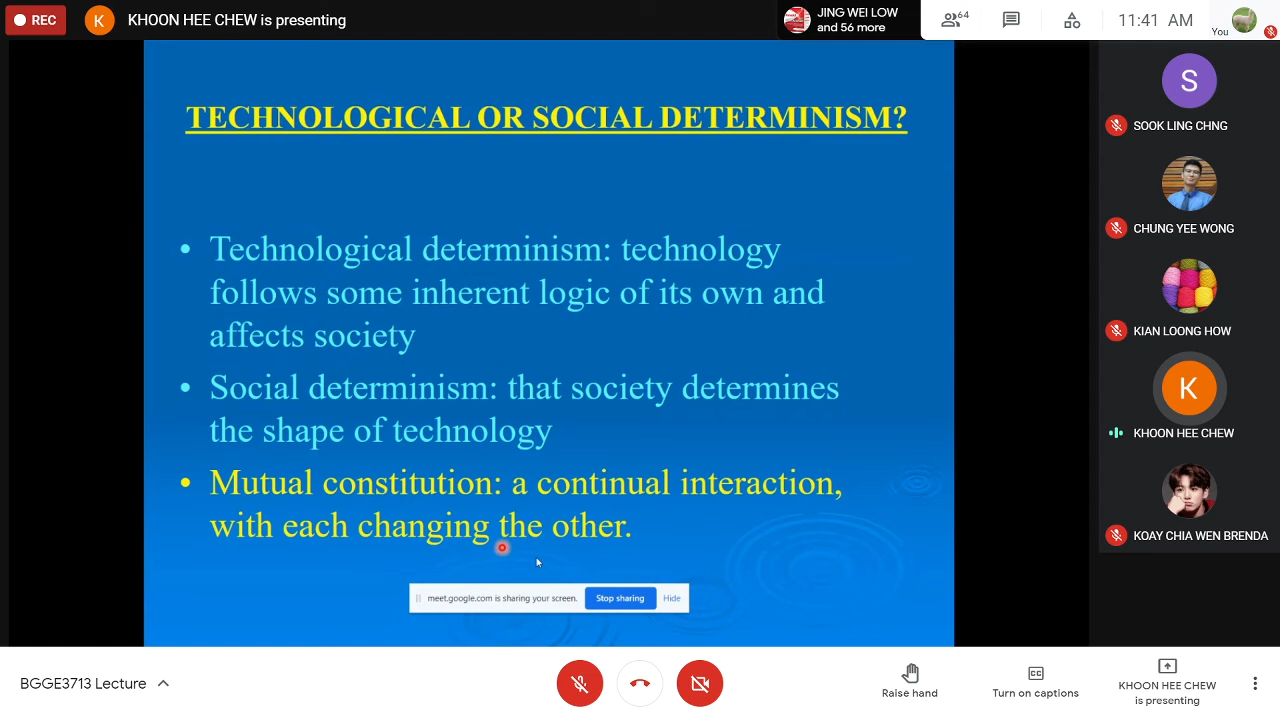 REC
K
KHOON HEE CHEW is presenting
JING WEI LOW
and 56 more
64
11:41 AM
You
TECHNOLOGICAL OR SOCIAL DETERMINISM?
• Technological determinism: technology
follows some inherent logic of its own and
affects society
• Social determinism: that society determines
the shape of technology
• Mutual constitution: a continual interaction,
with each changing the other.
meet.google.com is sharing your screen.
Stop sharing
Hide
S
SOOK LING CHNG
CHUNG YEE WONG
KIAN LOONG HOW
K
KHOON HEE CHEW
KOAY CHIA WEN BRENDA
BGGE3713 Lecture
Raise hand
CC
Turn on captions
KHOON HEE CHEW
is presenting